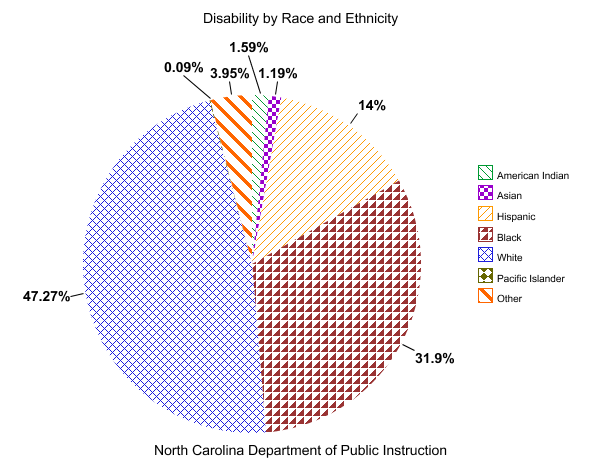 Disability by Race and Ethnicity
1.59%
0.09%
3.95%
1.19%
14%
47.27%
31.9%
American Indian
Asian
Hispanic
Black
White
Pacific Islander
Other
North Carolina Department of Public Instruction